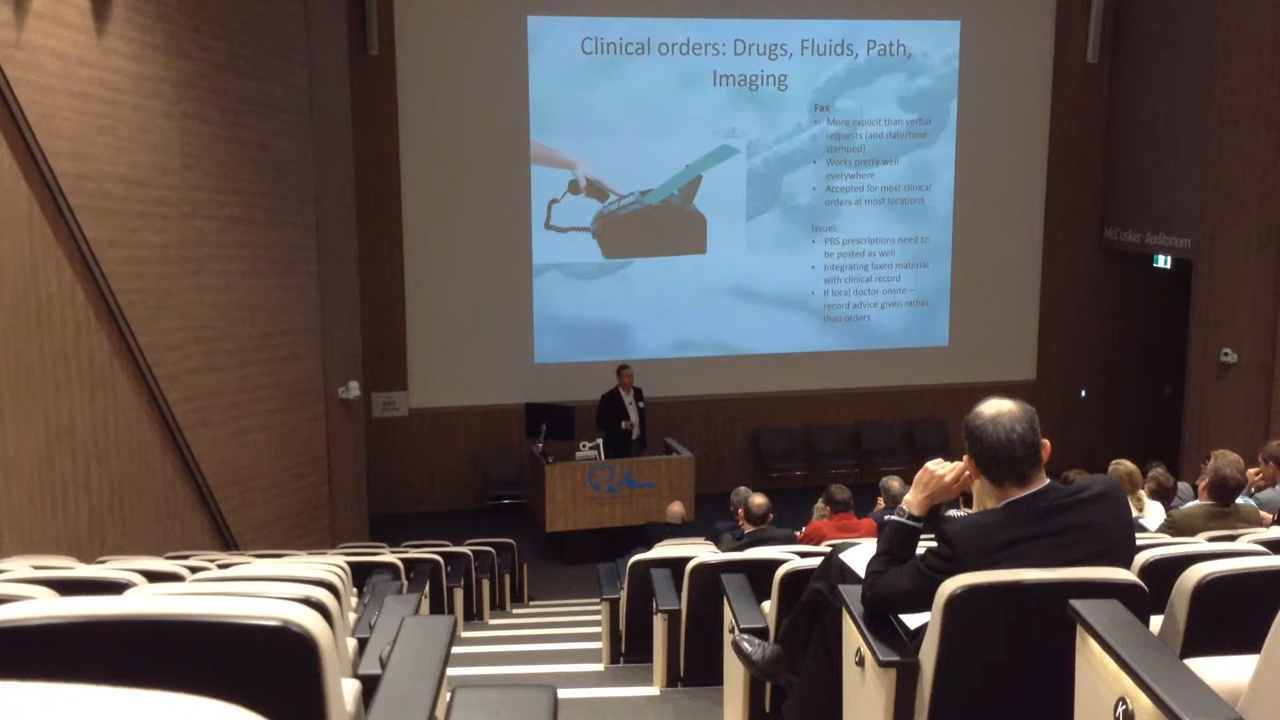 Clinical orders: Drugs, Fluids, Path,
Imaging
Fax
• More explicit than verbal
requests (and date/time
stamped)
• Works pretty well
everywhere
• Accepted for most clinical
orders at most locations
Issues:
• PBS prescriptions need to
be posted as well
• Integrating faxed material
with clinical record
• If local doctor onsite –
record advice given rather
than orders
McCusker Auditorium
K